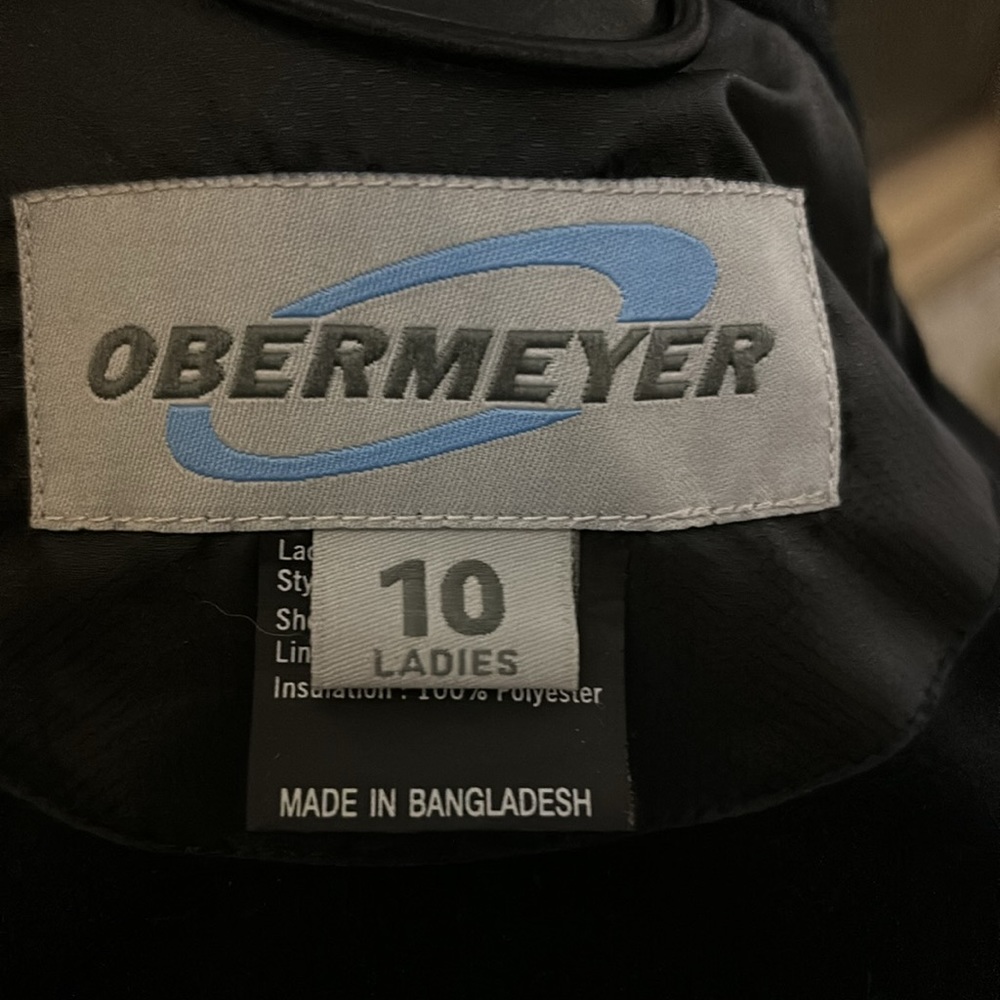 OBERMEYER
10
LADIES
Insulation : 100% Polyester
MADE IN BANGLADESH